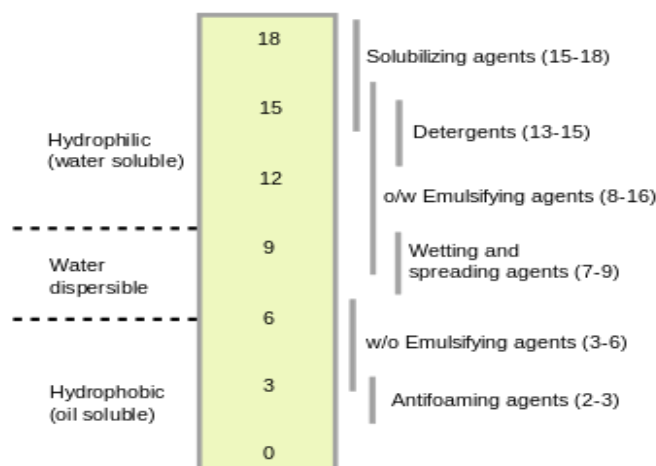 18
15
12
9
6
3
0
Hydrophilic
(water soluble)
Water
dispersible
Hydrophobic
(oil soluble)
Solubilizing agents (15-18)
Detergents (13-15)
o/w Emulsifying agents (8-16)
Wetting and
spreading agents (7-9)
w/o Emulsifying agents (3-6)
Antifoaming agents (2-3)